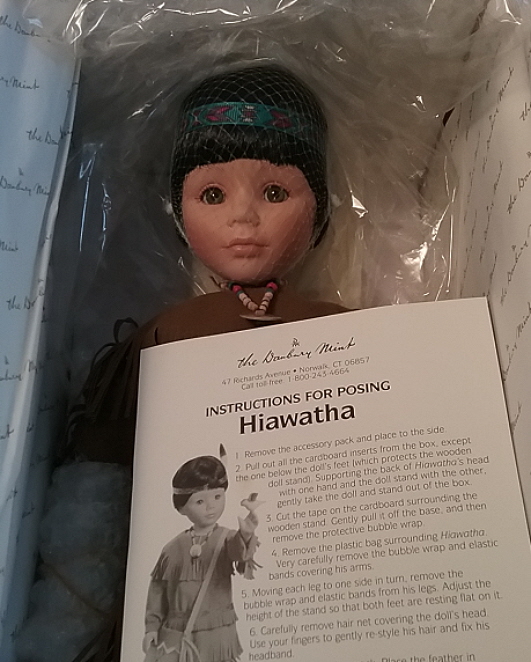 The
Danbury Mint
47 Richards Avenue • Norwalk, CT 06857
Call toll-free 1-800-243-4664
INSTRUCTIONS FOR POSING
Hiawatha
1. Remove the accessory pack and place to the side.
2. Pull out all the cardboard inserts from the box, except
the one below the doll's feet (which protects the wooden
doll stand). Supporting the back of Hiawatha's head
with one hand and the doll stand with the other,
gently take the doll and stand out of the box.
3. Cut the tape on the cardboard surrounding the
wooden stand. Gently pull it off the base, and then
remove the protective bubble wrap.
4. Remove the plastic bag surrounding Hiawatha.
Very carefully remove the bubble wrap and elastic
bands covering his arms.
5. Moving each leg to one side in turn, remove the
bubble wrap and elastic bands from his legs. Adjust the
height of the stand so that both feet are resting flat on it.
6. Carefully remove hair net covering the doll's head.
Use your fingers to gently re-style his hair and fix his
headband.
Place the feather in